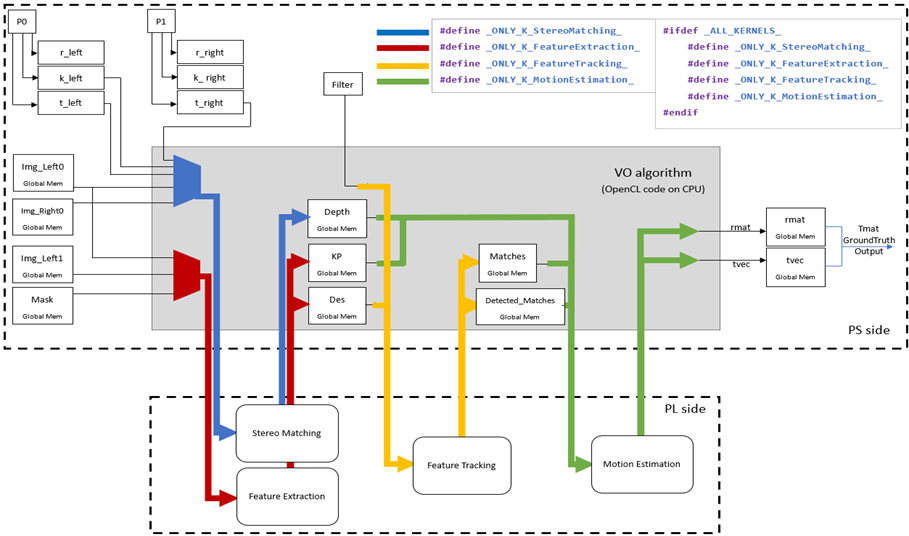 P0
P1
r_left
k_left
t_left
r_right
k_right
t_right
Filter
#define _ONLY_K_StereoMatching_
#define _ONLY_K_FeatureExtraction_
#define _ONLY_K_FeatureTracking_
#define _ONLY_K_MotionEstimation_
#ifdef _ALL_KERNELS_
#define _ONLY_K_StereoMatching_
#define _ONLY_K_FeatureExtraction_
#define _ONLY_K_FeatureTracking_
#define _ONLY_K_MotionEstimation_
#endif
Img_Left0
Global Mem
Img_Right0
Global Mem
Img_Left1
Global Mem
Mask
Global Mem
VO algorithm
(OpenCL code on CPU)
Depth
Global Mem
KP
Global Mem
Des
Global Mem
Matches
Global Mem
Detected_Matches
Global Mem
rmat
tvec
rmat
Global Mem
tvec
Global Mem
Tmat
GroundTruth
Output
PS side
PL side
Stereo Matching
Feature Extraction
Feature Tracking
Motion Estimation